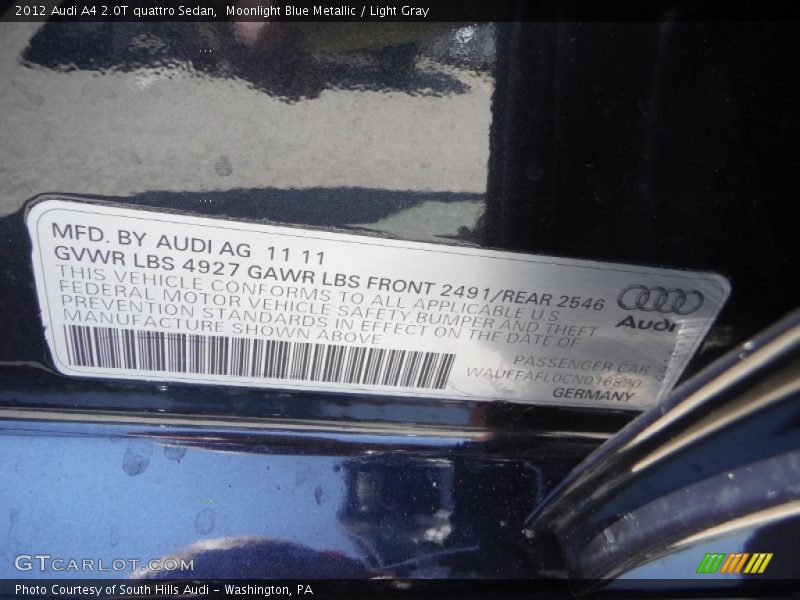 2012 Audi A4 2.0T quattro Sedan, Moonlight Blue Metallic / Light Gray
MFD. BY AUDI AG 11 11
GVWR LBS 4927 GAWR LBS FRONT 2491/REAR 2546
THIS VEHICLE CONFORMS TO ALL APPLICABLE U.S
FEDERAL MOTOR VEHICLE SAFETY,BUMPER AND THEFT
PREVENTION STANDARDS IN EFFECT ON THE DATE OF
MANUFACTURE SHOWN ABOVE
Audi
PASSENGER CAR
WAUFFAFL0CN016830
GERMANY
GTCARLOT.COM
Photo Courtesy of South Hills Audi - Washington, PA